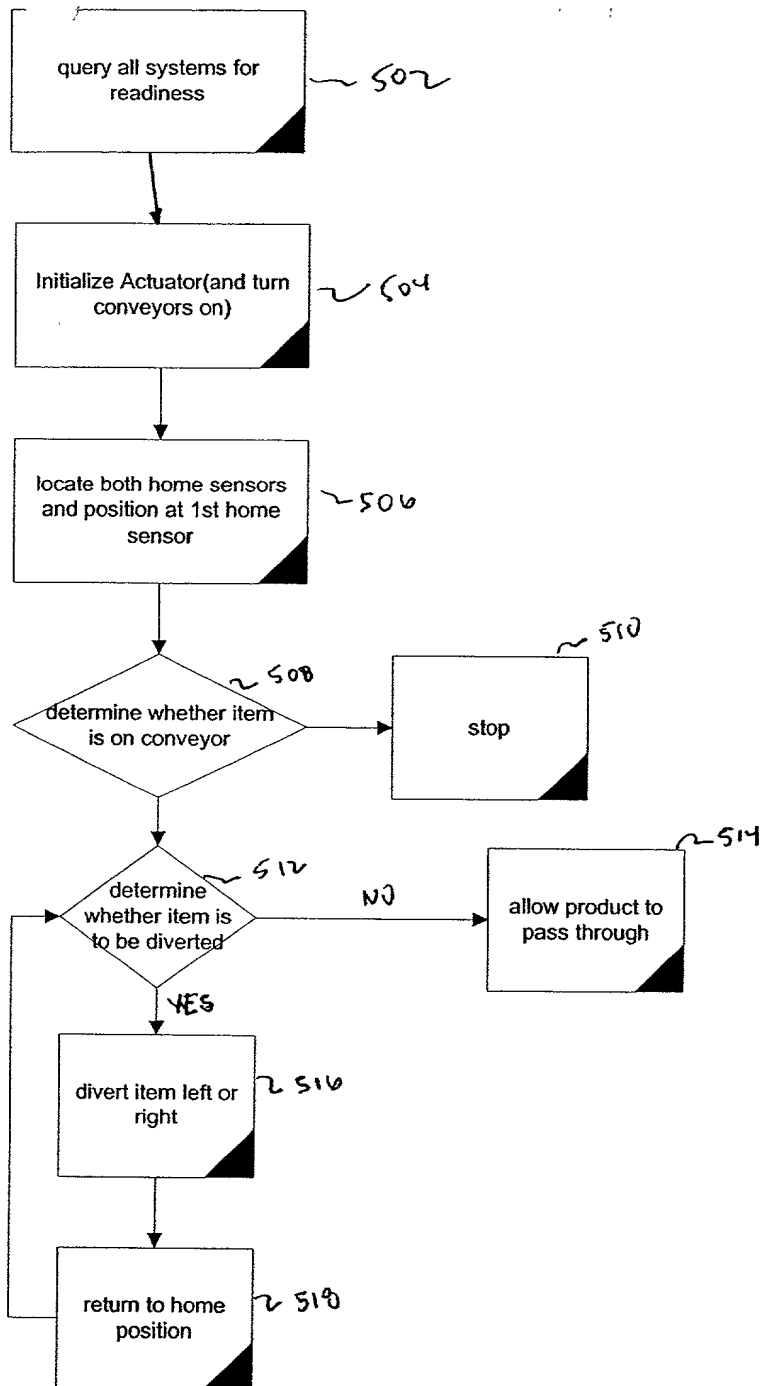 query all systems for
readiness
502
Initialize Actuator(and turn
conveyors on)
504
locate both home sensors
and position at 1st home
sensor
506
508
determine whether item
is on conveyor
510
stop
512
determine
whether item is
to be diverted
NO
514
allow product to
pass through
YES
divert item left or
right
516
return to home
position
518